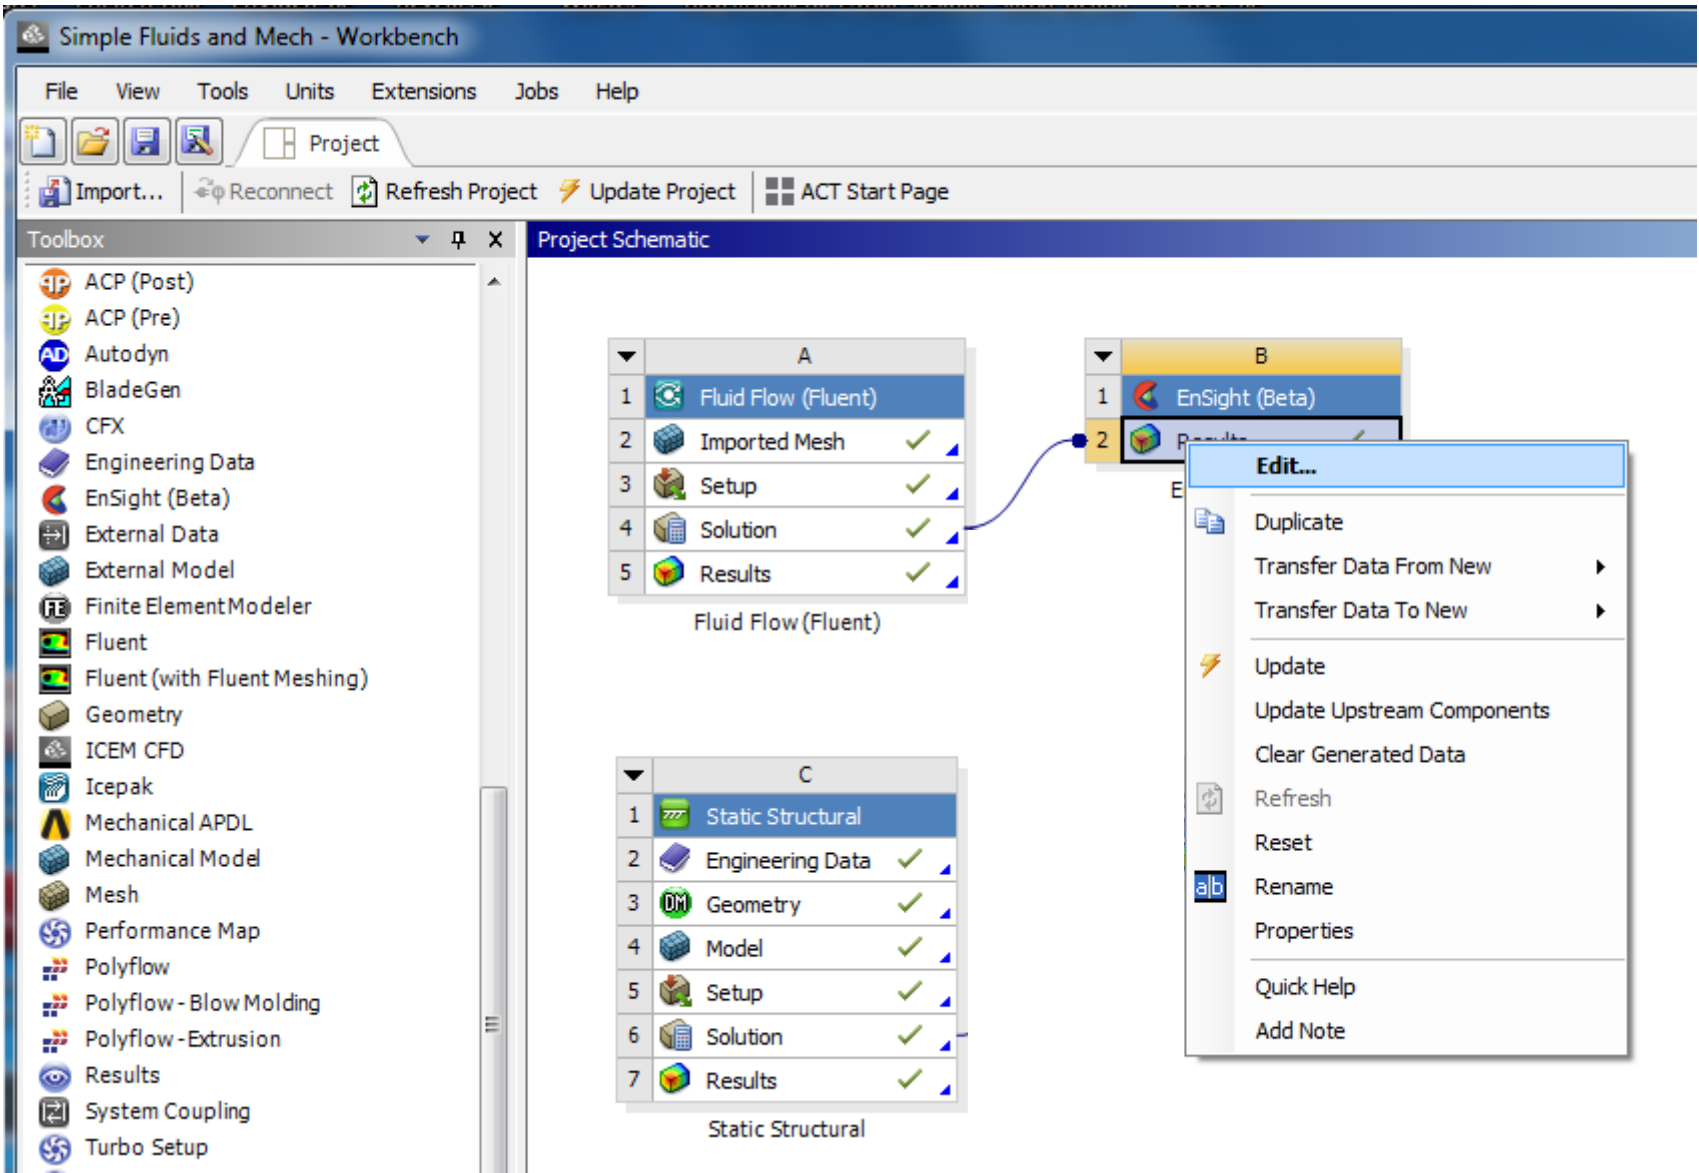 Simple Fluids and Mech - Workbench
File View Tools Units Extensions Jobs Help
Project
Import... Reconnect Refresh Project Update Project ACT Start Page
Toolbox
ACP (Post)
ACP (Pre)
Autodyn
BladeGen
CFX
Engineering Data
EnSight (Beta)
External Data
External Model
Finite Element Modeler
Fluent
Fluent (with Fluent Meshing)
Geometry
ICEM CFD
Icepak
Mechanical APDL
Mechanical Model
Mesh
Performance Map
Polyflow
Polyflow - Blow Molding
Polyflow - Extrusion
Results
System Coupling
Turbo Setup
Project Schematic
A
1 Fluid Flow (Fluent)
2 Imported Mesh
3 Setup
4 Solution
5 Results
Fluid Flow (Fluent)
B
1 EnSight (Beta)
2 Results
C
1 Static Structural
2 Engineering Data
3 DM Geometry
4 Model
5 Setup
6 Solution
7 Results
Static Structural
Edit...
Duplicate
Transfer Data From New
Transfer Data To New
Update
Update Upstream Components
Clear Generated Data
Refresh
Reset
a|b Rename
Properties
Quick Help
Add Note